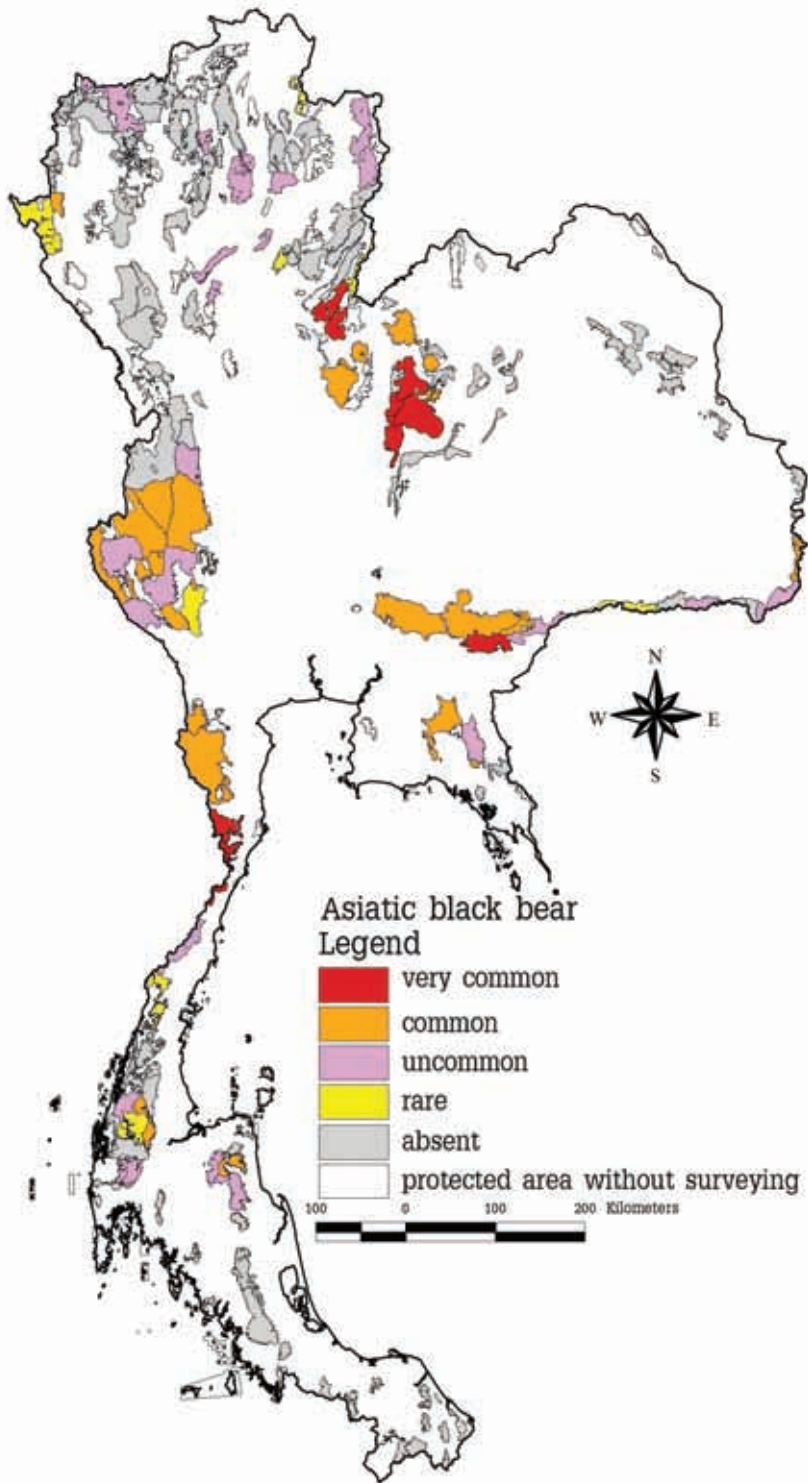 N
W E
S
Asiatic black bear
Legend
very common
common
uncommon
rare
absent
protected area without surveying
100 0 100 200 Kilometers